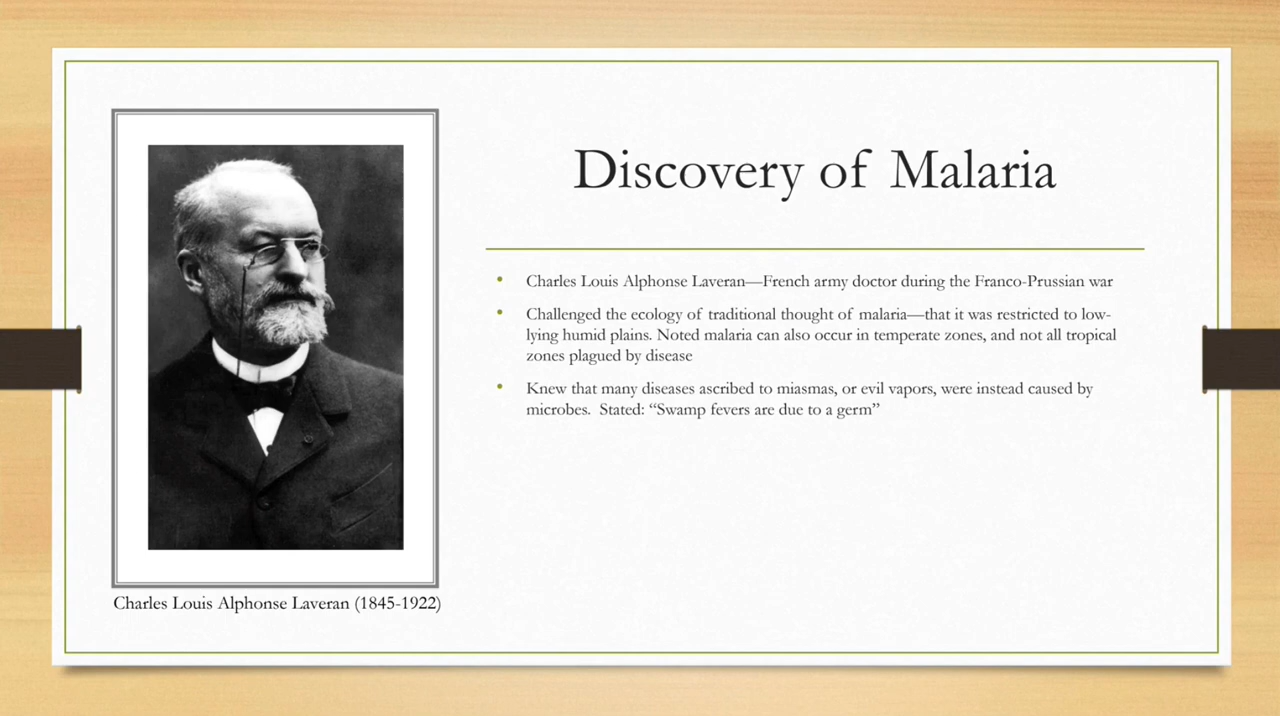 Discovery of Malaria
• Charles Louis Alphonse Laveran—French army doctor during the Franco-Prussian war
• Challenged the ecology of traditional thought of malaria—that it was restricted to low-
lying humid plains. Noted malaria can also occur in temperate zones, and not all tropical
zones plagued by disease
• Knew that many diseases ascribed to miasmas, or evil vapors, were instead caused by
microbes.  Stated: “Swamp fevers are due to a germ”
Charles Louis Alphonse Laveran (1845-1922)